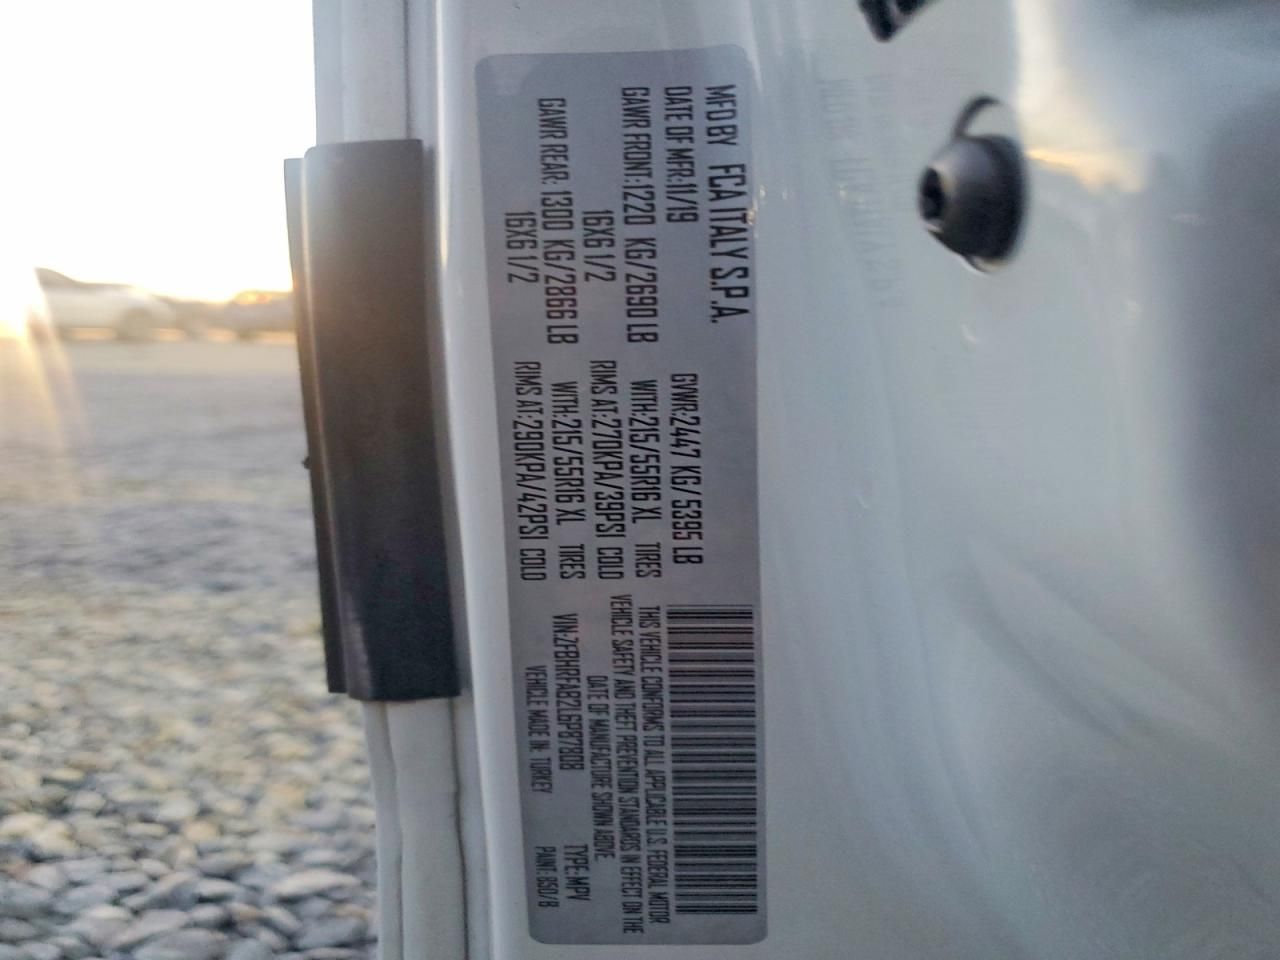 MFD BY FCA ITALY S.P.A.
DATE OF MFR:11/19 GVWR:2447 KG/5395 LB
GAWR FRONT:1220 KG/2690 LB WITH:215/55R16 XL TIRES
16X6 1/2 RIMS AT:270KPA/39PSI COLD
GAWR REAR: 1300 KG/2866 LB WITH:215/55R16 XL TIRES
16X6 1/2 RIMS AT:290KPA/42PSI COLD
THIS VEHICLE CONFORMS TO ALL APPLICABLE U.S. FEDERAL MOTOR
VEHICLE SAFETY AND THEFT PREVENTION STANDARDS IN EFFECT ON THE
DATE OF MANUFACTURE SHOWN ABOVE.
VIN:ZFBHRFAB2L6P87808 TYPE:MPV
VEHICLE MADE IN: TURKEY PAINT: